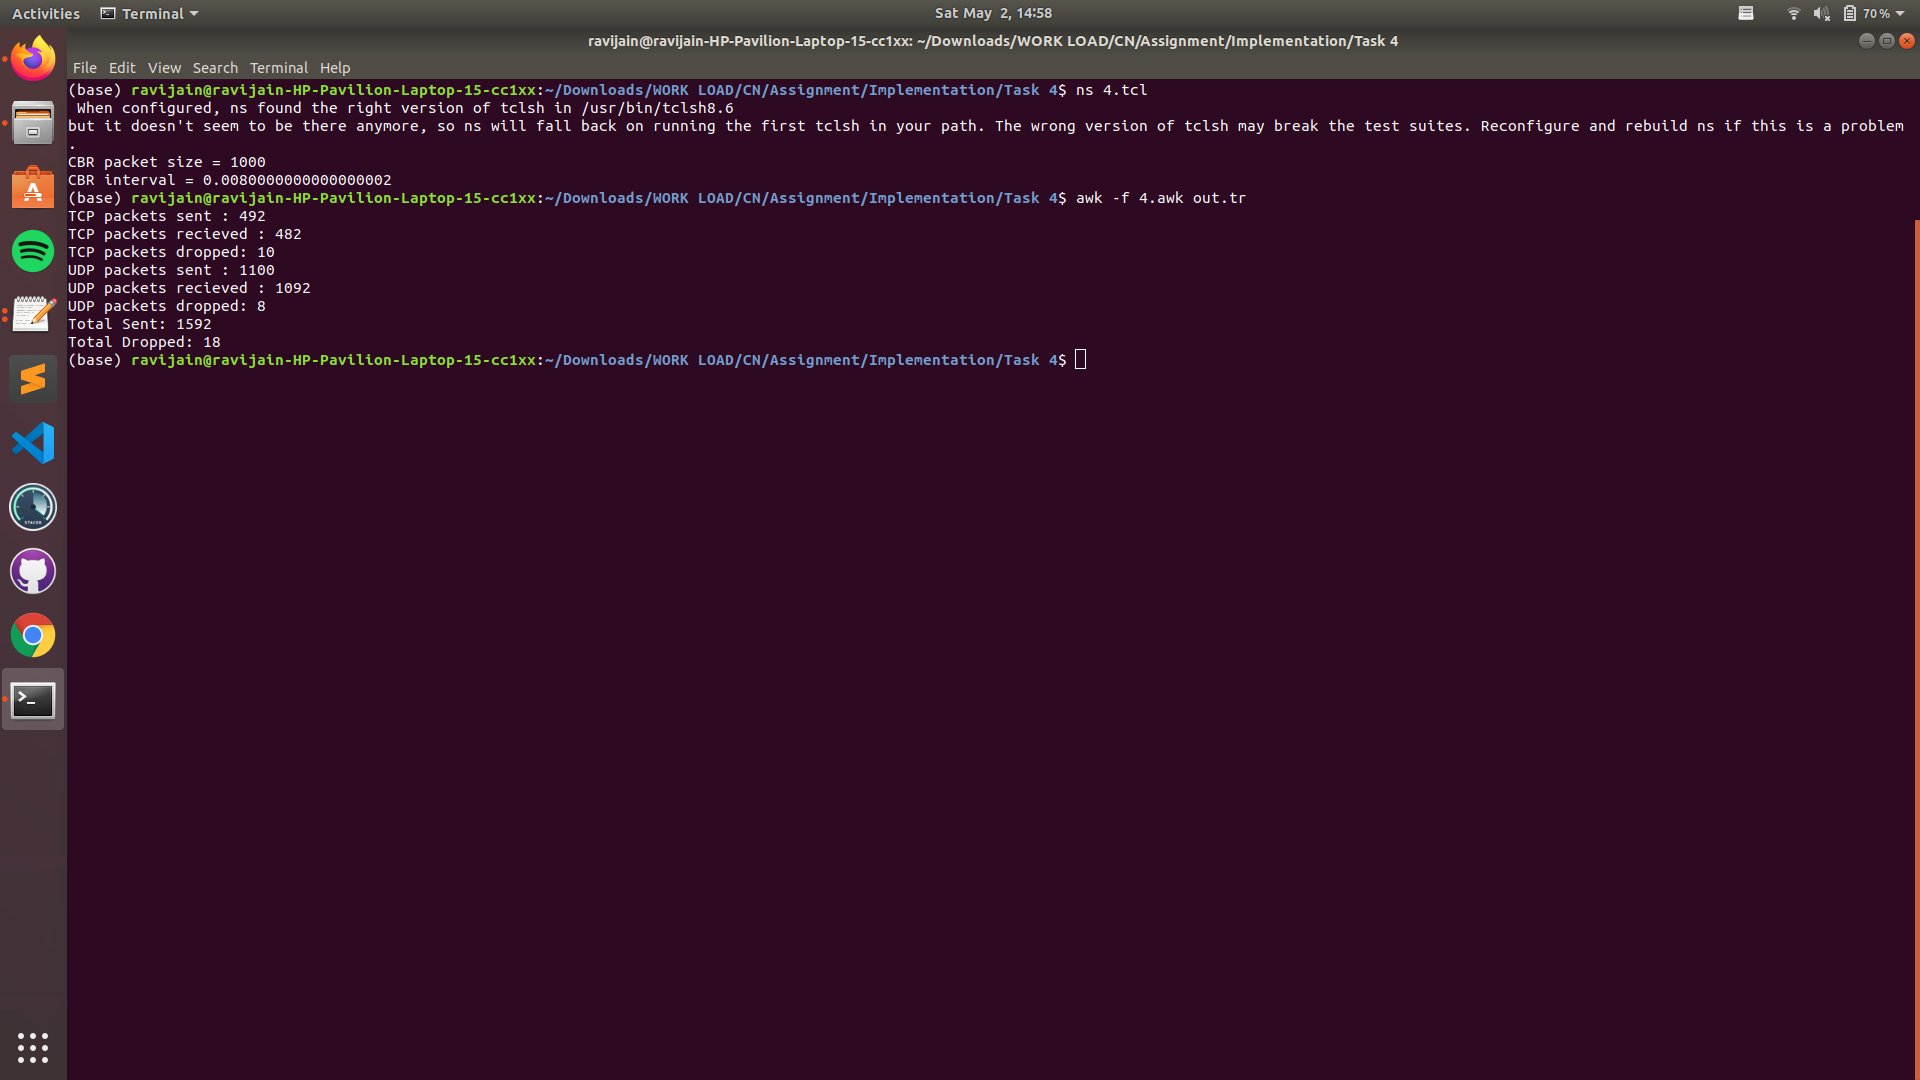 Activities Terminal Sat May 2, 14:58 70 %
ravijain@ravijain-HP-Pavilion-Laptop-15-cc1xx: ~/Downloads/WORK LOAD/CN/Assignment/Implementation/Task 4
File Edit View Search Terminal Help
(base) ravijain@ravijain-HP-Pavilion-Laptop-15-cc1xx:~/Downloads/WORK LOAD/CN/Assignment/Implementation/Task 4$ ns 4.tcl
When configured, ns found the right version of tclsh in /usr/bin/tclsh8.6
but it doesn't seem to be there anymore, so ns will fall back on running the first tclsh in your path. The wrong version of tclsh may break the test suites. Reconfigure and rebuild ns if this is a problem
.
CBR packet size = 1000
CBR interval = 0.0080000000000000002
(base) ravijain@ravijain-HP-Pavilion-Laptop-15-cc1xx:~/Downloads/WORK LOAD/CN/Assignment/Implementation/Task 4$ awk -f 4.awk out.tr
TCP packets sent : 492
TCP packets recieved : 482
TCP packets dropped: 10
UDP packets sent : 1100
UDP packets recieved : 1092
UDP packets dropped: 8
Total Sent: 1592
Total Dropped: 18
(base) ravijain@ravijain-HP-Pavilion-Laptop-15-cc1xx:~/Downloads/WORK LOAD/CN/Assignment/Implementation/Task 4$
STACER